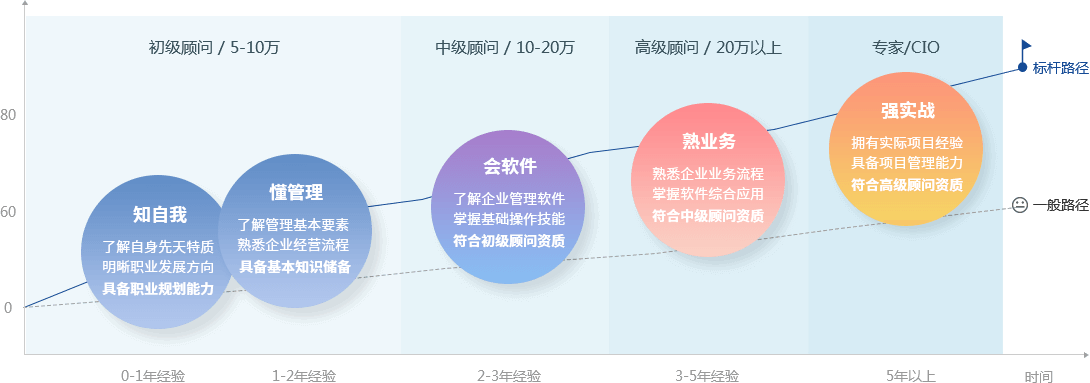 初级顾问 / 5-10万
中级顾问 / 10-20万
高级顾问 / 20万以上
专家/CIO
标杆路径
80
60
0
知自我
了解自身先天特质
明晰职业发展方向
具备职业规划能力
懂管理
了解管理基本要素
熟悉企业经营流程
具备基本知识储备
会软件
了解企业管理软件
掌握基础操作技能
符合初级顾问资质
熟业务
熟悉企业业务流程
掌握软件综合应用
符合中级顾问资质
强实战
拥有实际项目经验
具备项目管理能力
符合高级顾问资质
一般路径
0-1年经验
1-2年经验
2-3年经验
3-5年经验
5年以上
时间